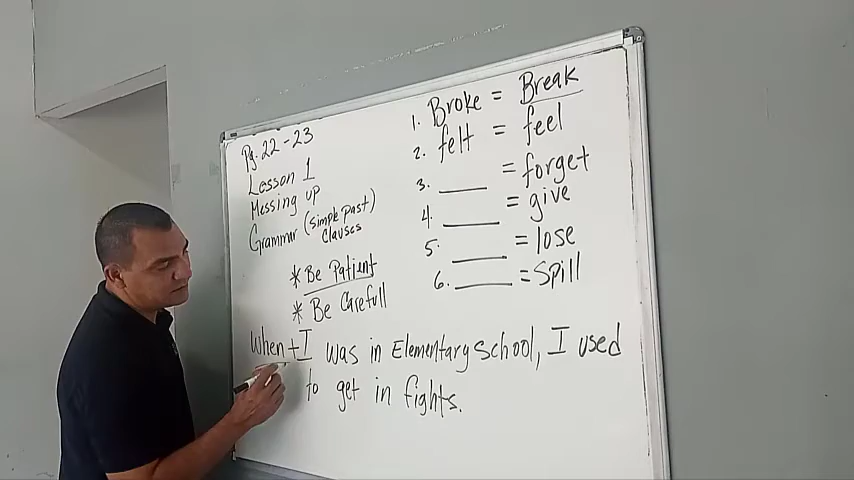 Pg. 22-23
Lesson 1
Messing up
Grammar (simple past)
clauses
* Be Patient
* Be Carefull
1. Broke = Break
2. felt = feel
3. ____ = forget
4. ____ = give
5. ____ = lose
6. ____ = Spill
When + I was in Elementary School, I used
to get in fights.